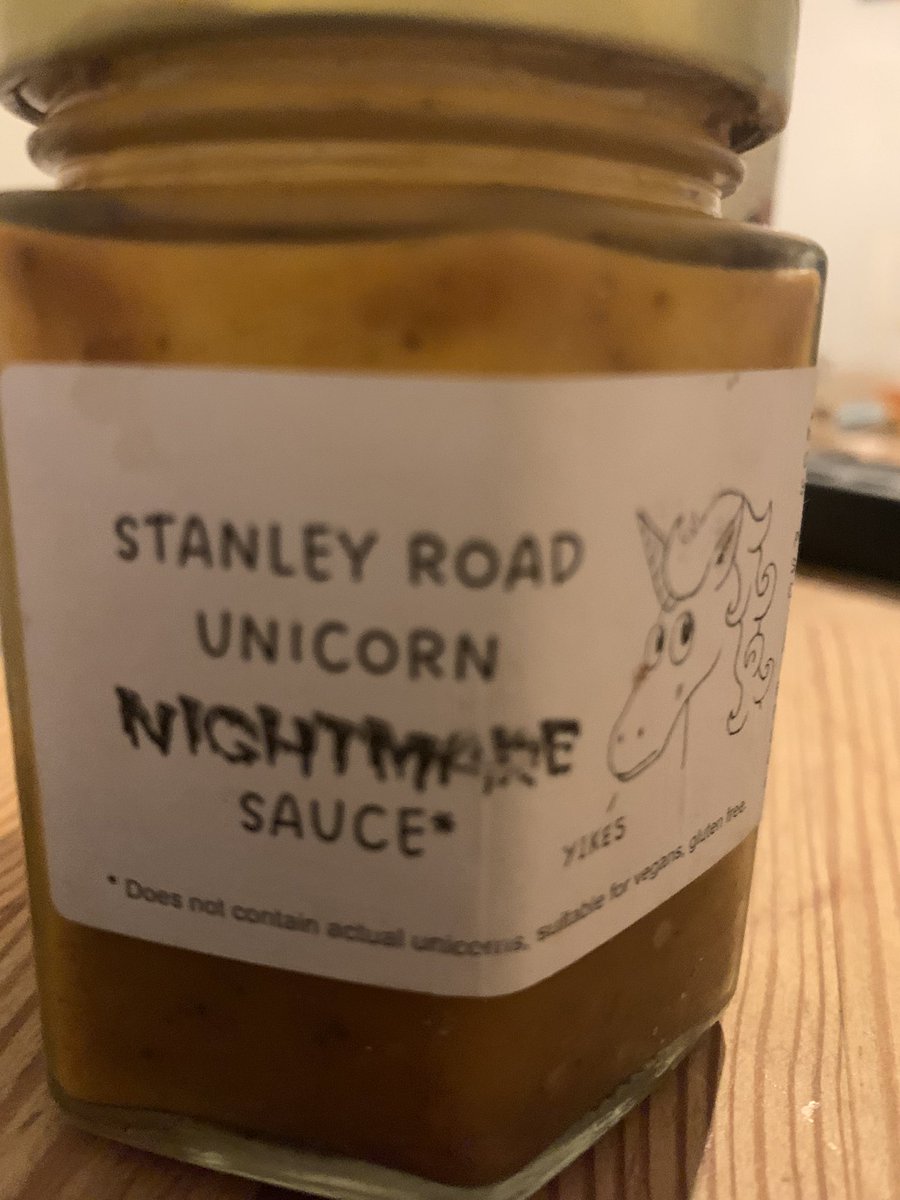 STANLEY ROAD
UNICORN
NIGHTMARE
SAUCE*
YIKES
* Does not contain actual unicorns, suitable for vegans, gluten free.